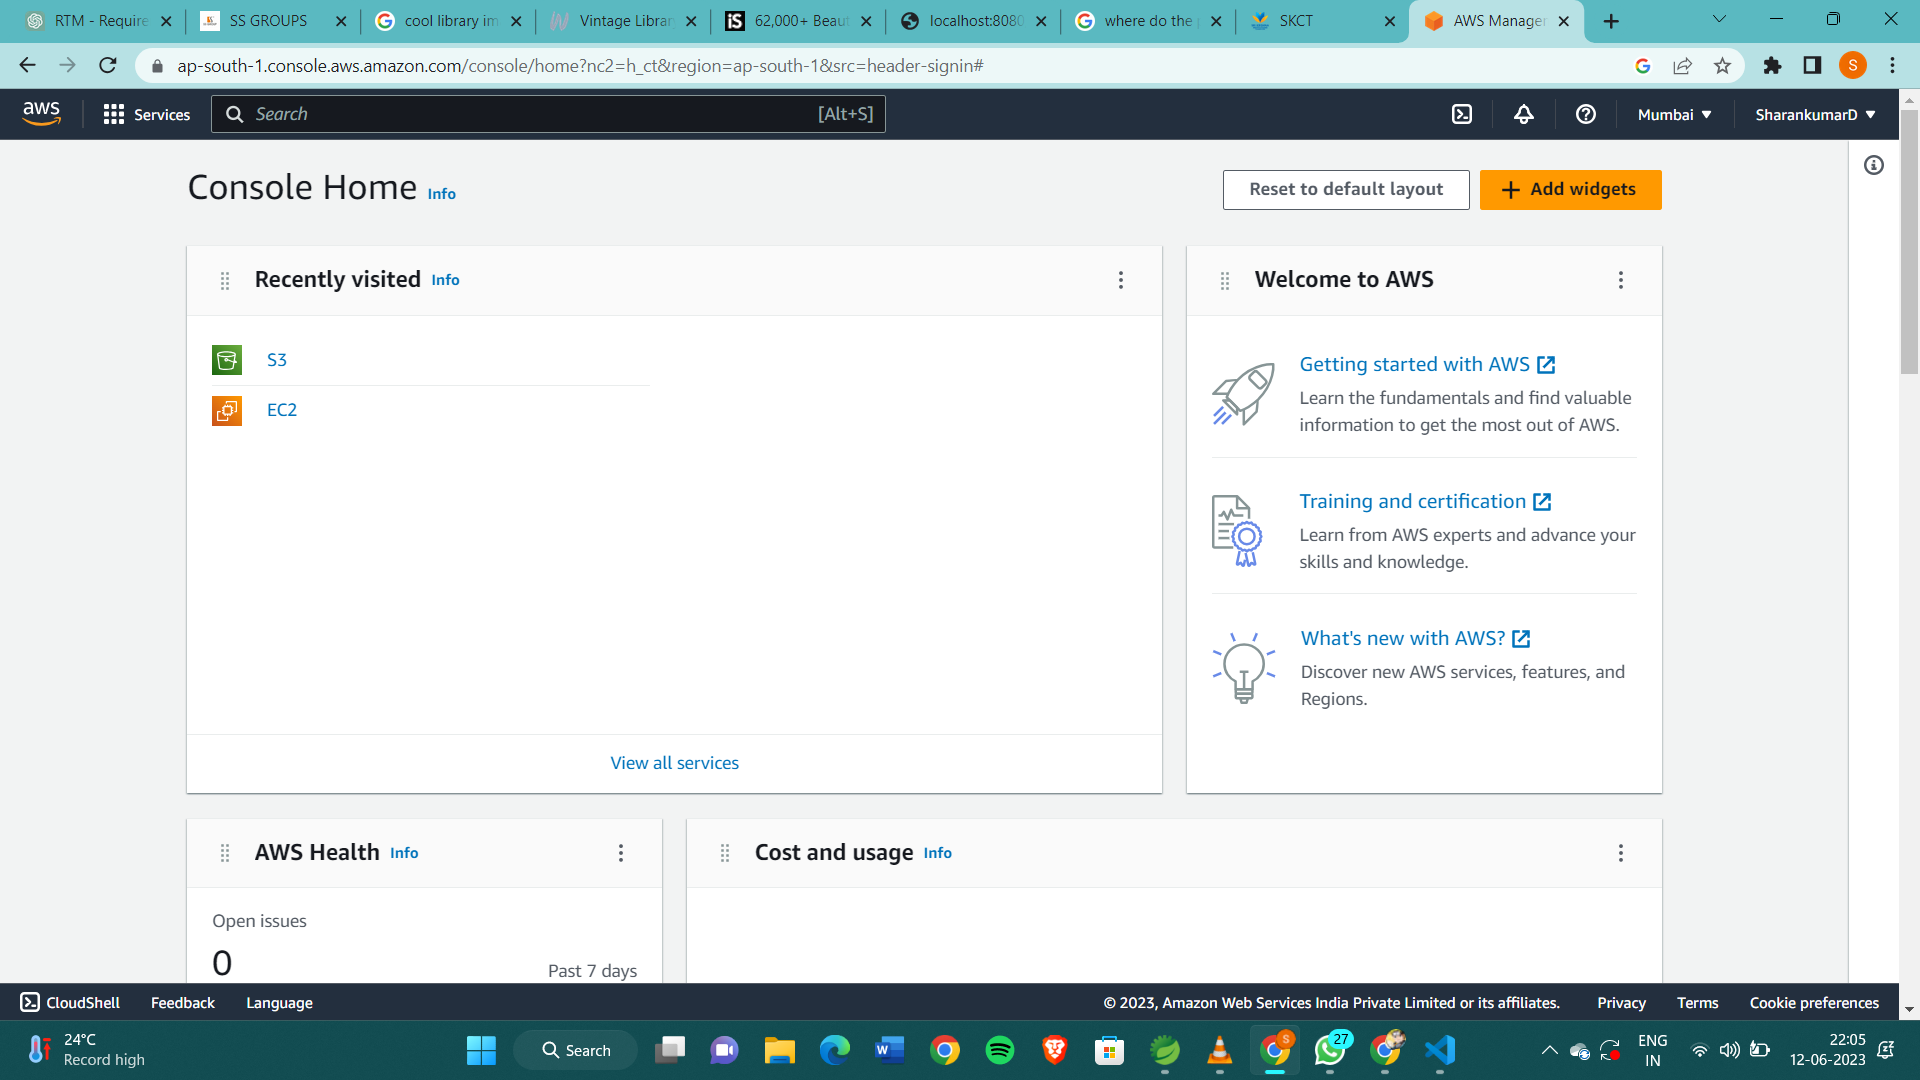 RTM - Require
SS GROUPS
cool library im
Vintage Librar
62,000+ Beaut
localhost:8080
where do the
SKCT
AWS Manager
ap-south-1.console.aws.amazon.com/console/home?nc2=h_ct&region=ap-south-1&src=header-signin#
S
aws
Services
Search
[Alt+S]
Mumbai
SharankumarD
Console Home
Info
Reset to default layout
Add widgets
Recently visited
Info
S3
EC2
View all services
Welcome to AWS
Getting started with AWS
Learn the fundamentals and find valuable
information to get the most out of AWS.
Training and certification
Learn from AWS experts and advance your
skills and knowledge.
What's new with AWS?
Discover new AWS services, features, and
Regions.
AWS Health
Info
Open issues
0
Past 7 days
Cost and usage
Info
CloudShell
Feedback
Language
© 2023, Amazon Web Services India Private Limited or its affiliates.
Privacy
Terms
Cookie preferences
24°C
Record high
Search
S
27
ENG
IN
22:05
12-06-2023